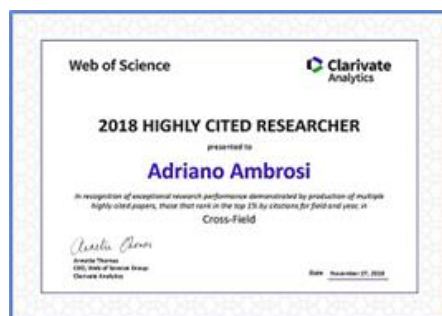 Web of Science
Clarivate
Analytics
2018 HIGHLY CITED RESEARCHER
presented to
Adriano Ambrosi
In recognition of exceptional research performance demonstrated by production of multiple
highly cited papers, those that rank in the top 1% by citations for field and year, in
Cross-Field
Annette Thomas
CEO, Web of Science Group
Clarivate Analytics
Date November 27, 2018